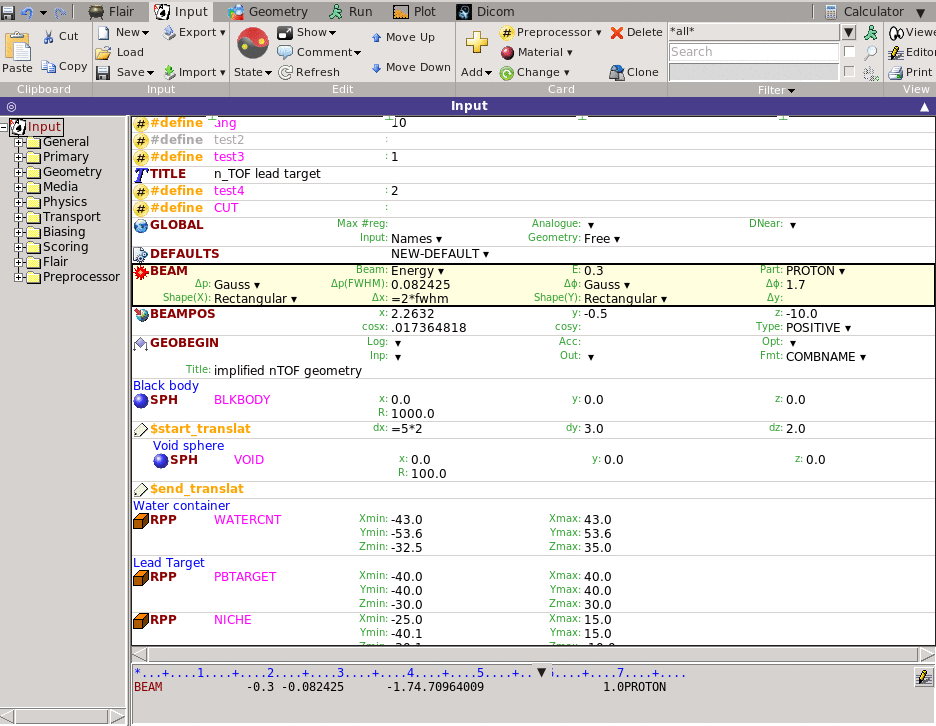 Flair Input Geometry Run Plot Dicom Calculator
Paste Cut Copy
Clipboard
New Load Save Export Import
Input
State Show Comment Refresh Move Up Move Down
Edit
Add Preprocessor Material Change Delete Clone
Card
*all*
Search
Filter
Viewe
Editor
Print
View
Input
Input
General
Primary
Geometry
Media
Physics
Transport
Biasing
Scoring
Flair
Preprocessor
#define ang : 10
#define test2 :
#define test3 : 1
TITLE n_TOF lead target
#define test4 : 2
#define CUT :
GLOBAL Max #reg: Analogue: DNear:
Input: Names Geometry: Free
DEFAULTS NEW-DEFAULT
BEAM Beam: Energy E: 0.3 Part: PROTON
Δp: Gauss Δp(FWHM): 0.082425 Δϕ: Gauss Δϕ: 1.7
Shape(X): Rectangular Δx: =2*fwhm Shape(Y): Rectangular Δy:
BEAMPOS x: 2.2632 y: -0.5 z: -10.0
cosx: .017364818 cosy: Type: POSITIVE
GEOBEGIN Log: Acc: Opt:
Inp: Out: Fmt: COMBNAME
Title: implified nTOF geometry
Black body
SPH BLKBODY x: 0.0 y: 0.0 z: 0.0
R: 1000.0
$start_translat dx: =5*2 dy: 3.0 dz: 2.0
Void sphere
SPH VOID x: 0.0 y: 0.0 z: 0.0
R: 100.0
$end_translat
Water container
RPP WATERCNT Xmin: -43.0 Xmax: 43.0
Ymin: -53.6 Ymax: 53.6
Zmin: -32.5 Zmax: 35.0
Lead Target
RPP PBTARGET Xmin: -40.0 Xmax: 40.0
Ymin: -40.0 Ymax: 40.0
Zmin: -30.0 Zmax: 30.0
RPP NICHE Xmin: -25.0 Xmax: 15.0
Ymin: -40.1 Ymax: 15.0
*...+....1....+....2....+....3....+....4....+....5....+.. ....+....7....+....
BEAM -0.3 -0.082425 -1.74.70964009 1.0PROTON